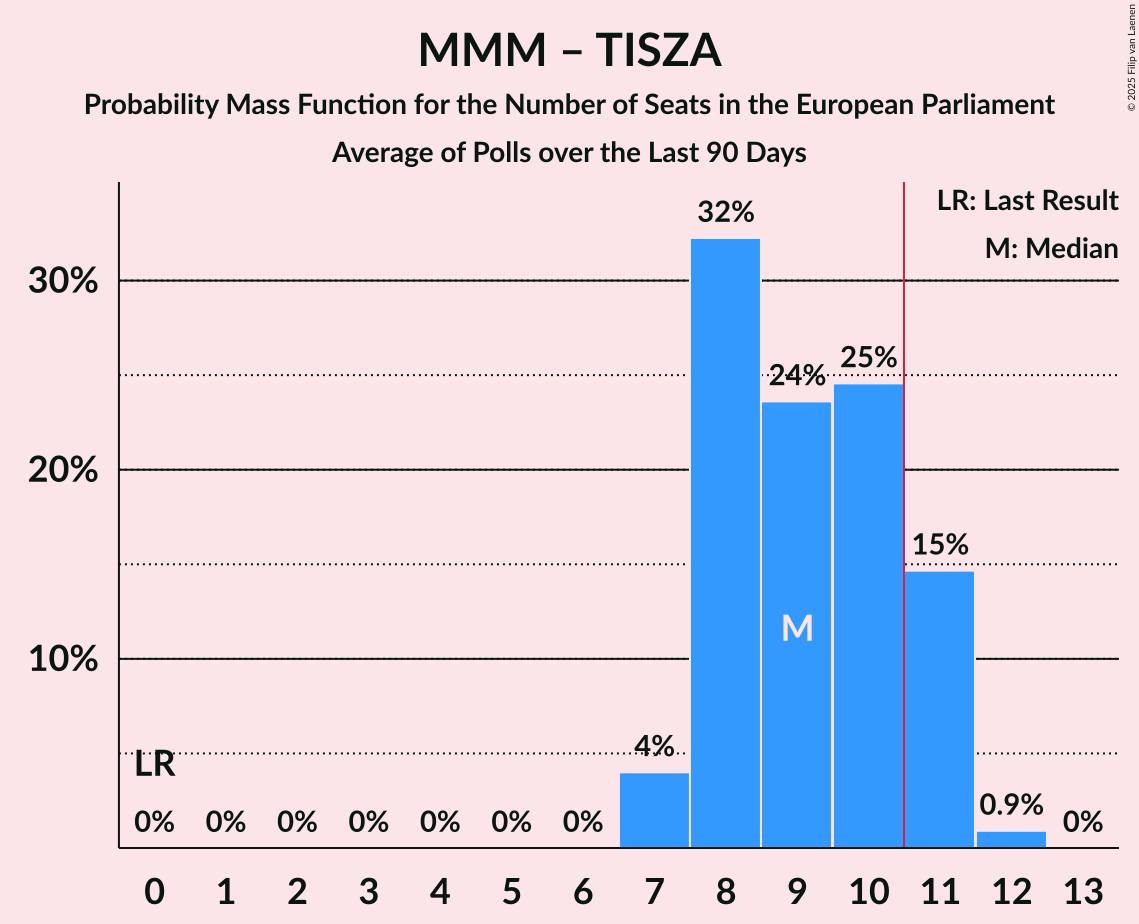 MMM – TISZA
Probability Mass Function for the Number of Seats in the European Parliament
Average of Polls over the Last 90 Days
© 2025 Filip van Laenen
LR: Last Result
M: Median
30%
20%
10%
32%
24%
25%
15%
4%
0.9%
M
LR
0% 0% 0% 0% 0% 0% 0% 0%
0 1 2 3 4 5 6 7 8 9 10 11 12 13